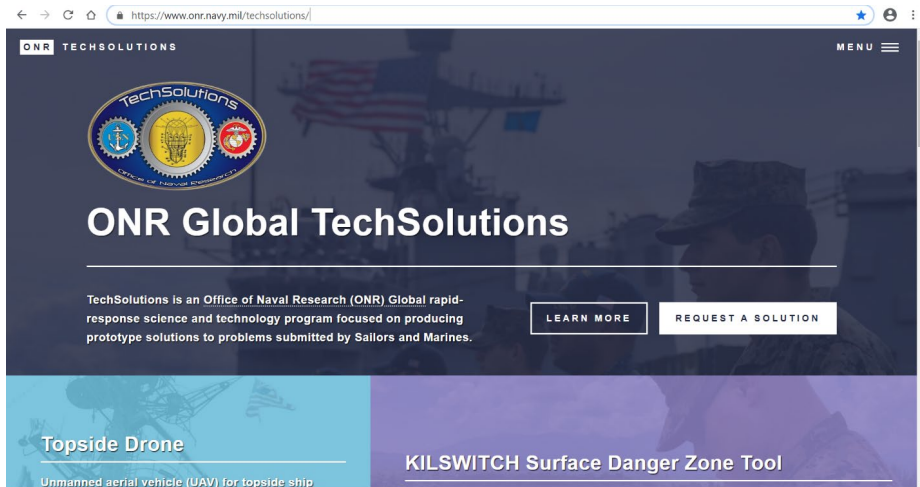 https://www.onr.navy.mil/techsolutions/
ONR TECHSOLUTIONS
MENU
TechSolutions
USN
Office of Naval Research
ONR Global TechSolutions
TechSolutions is an Office of Naval Research (ONR) Global rapid-
response science and technology program focused on producing
prototype solutions to problems submitted by Sailors and Marines.
LEARN MORE
REQUEST A SOLUTION
Topside Drone
Unmanned aerial vehicle (UAV) for topside ship
KILSWITCH Surface Danger Zone Tool